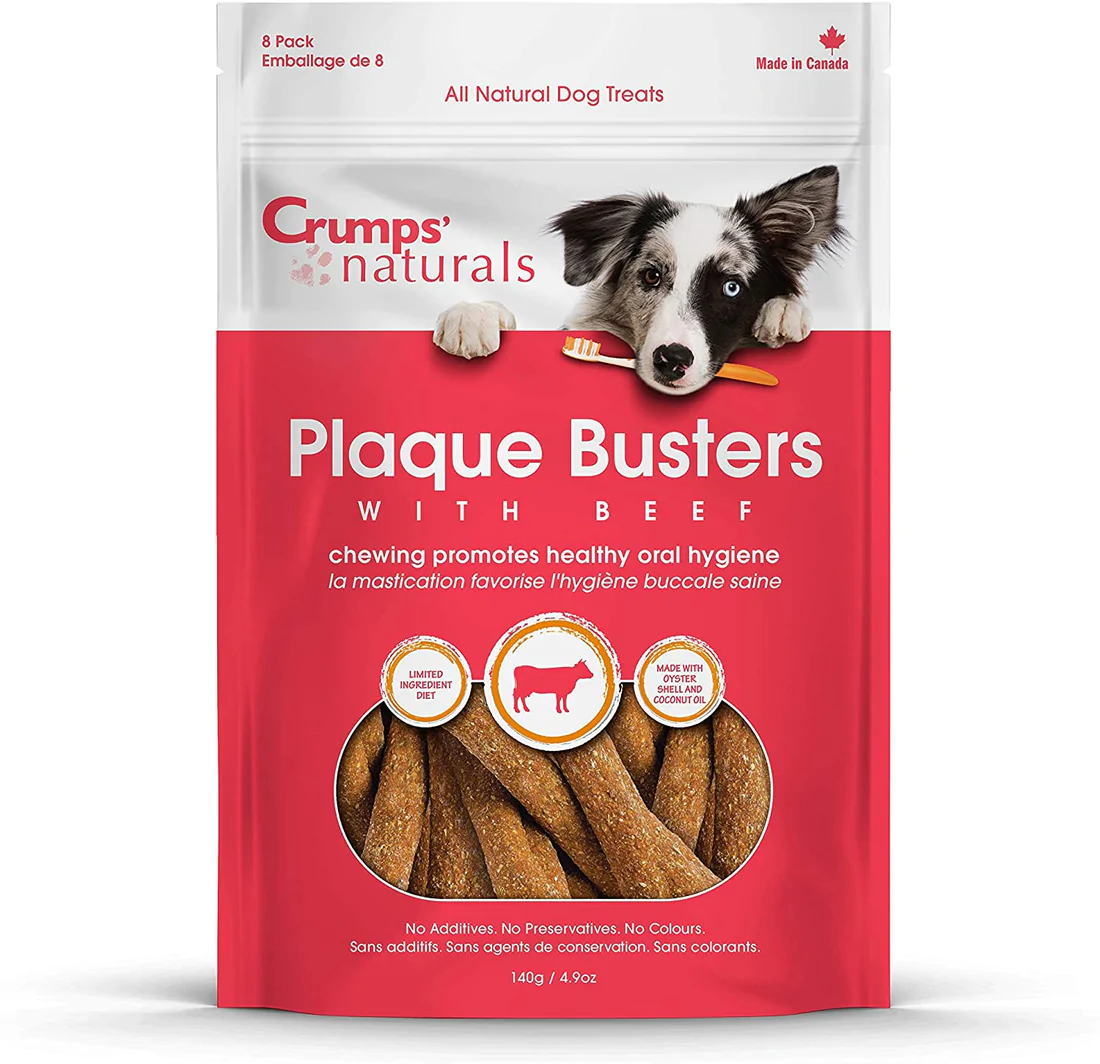 8 Pack
Emballage de 8
Made in Canada
All Natural Dog Treats
Crumps'
naturals
Plaque Busters
WITH BEEF
chewing promotes healthy oral hygiene
la mastication favorise l'hygiène buccale saine
LIMITED
INGREDIENT
DIET
MADE WITH
OYSTER
SHELL AND
COCONUT OIL
No Additives. No Preservatives. No Colours.
Sans additifs. Sans agents de conservation. Sans colorants.
140g / 4.9oz